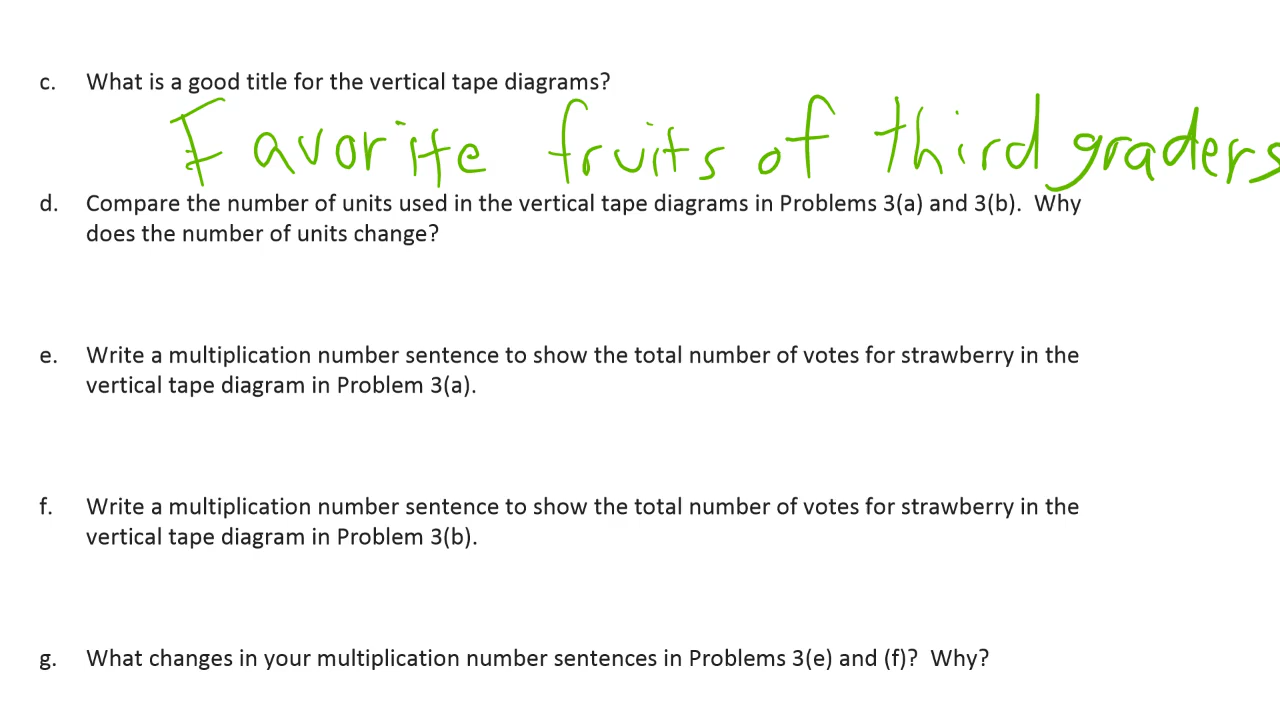 c. What is a good title for the vertical tape diagrams?
Favorite fruits of third graders
d. Compare the number of units used in the vertical tape diagrams in Problems 3(a) and 3(b). Why
does the number of units change?
e. Write a multiplication number sentence to show the total number of votes for strawberry in the
vertical tape diagram in Problem 3(a).
f. Write a multiplication number sentence to show the total number of votes for strawberry in the
vertical tape diagram in Problem 3(b).
g. What changes in your multiplication number sentences in Problems 3(e) and (f)? Why?